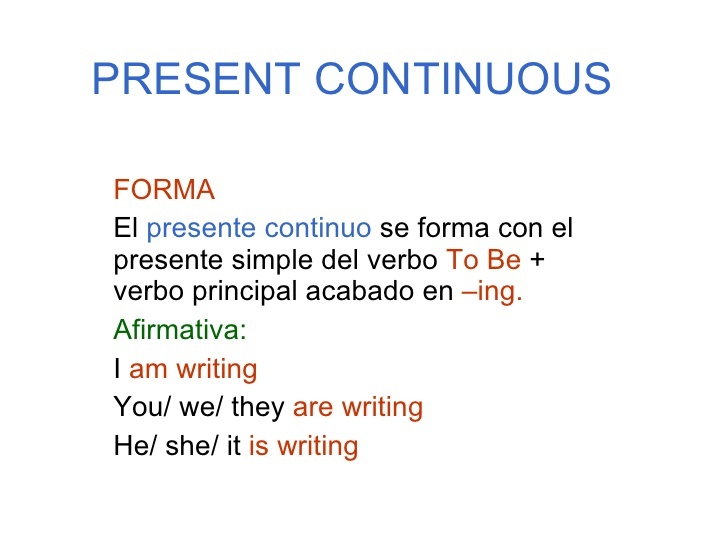 PRESENT CONTINUOUS
FORMA
El presente continuo se forma con el
presente simple del verbo To Be +
verbo principal acabado en –ing.
Afirmativa:
I am writing
You/ we/ they are writing
He/ she/ it is writing